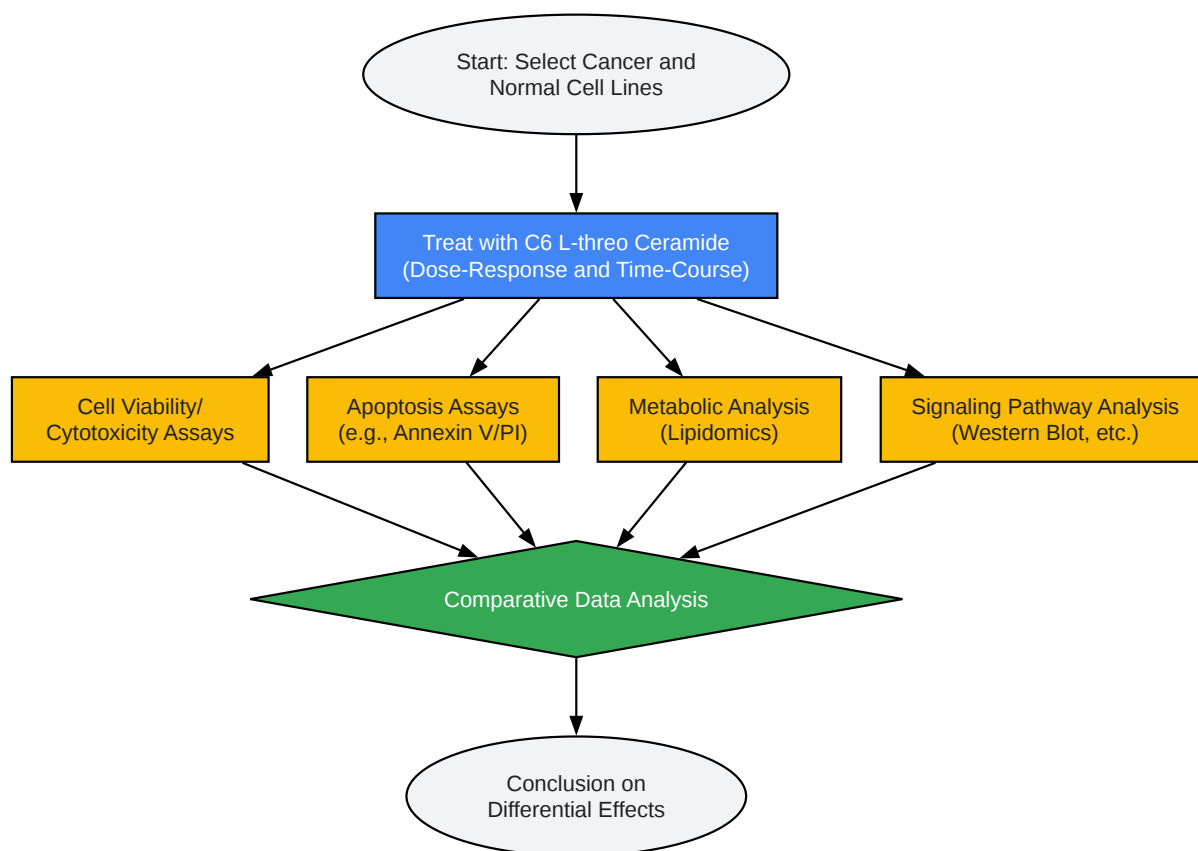 Start: Select Cancer and
Normal Cell Lines
Treat with C6 L-threo Ceramide
(Dose-Response and Time-Course)
Cell Viability/
Cytotoxicity Assays
Apoptosis Assays
(e.g., Annexin V/PI)
Metabolic Analysis
(Lipidomics)
Signaling Pathway Analysis
(Western Blot, etc.)
Comparative Data Analysis
Conclusion on
Differential Effects